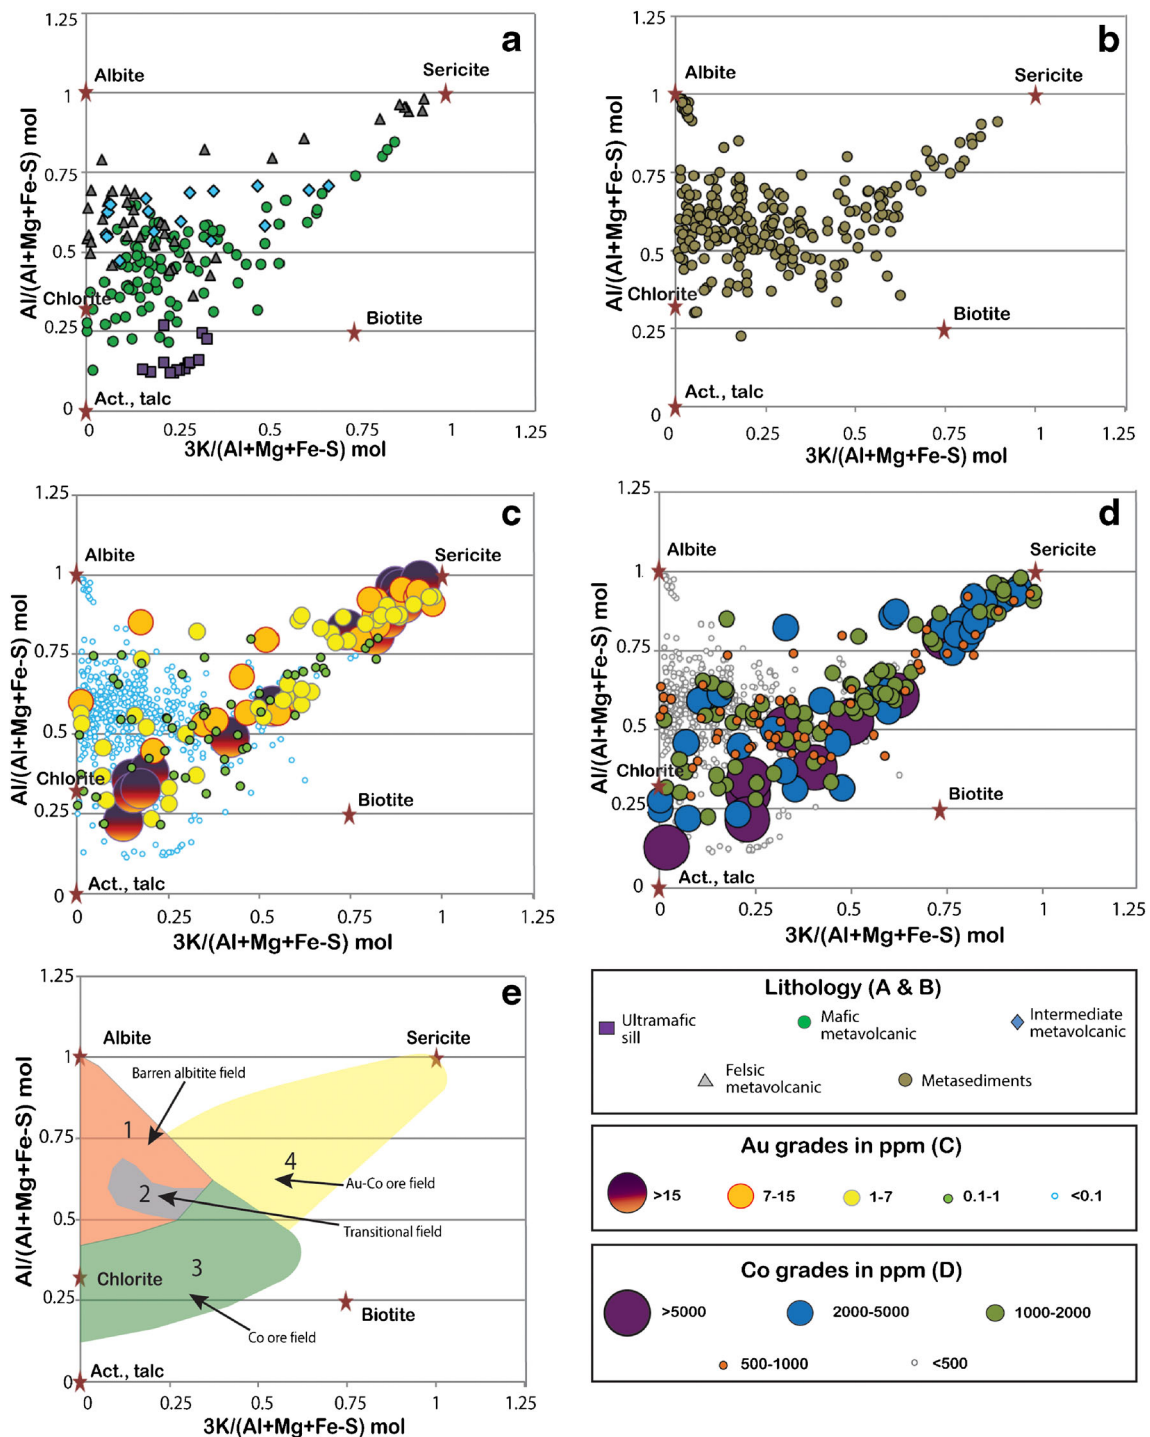 1.25
a
Albite
Sericite
1
0.75
0.5
Chlorite
0.25
Biotite
Act., talc
0
0
0.25
0.5
0.75
1
1.25
Al/(Al+Mg+Fe-S) mol
3K/(Al+Mg+Fe-S) mol
1.25
b
Albite
Sericite
1
0.75
0.5
Chlorite
0.25
Biotite
Act., talc
0
0
0.25
0.5
0.75
1
1.25
Al/(Al+Mg+Fe-S) mol
3K/(Al+Mg+Fe-S) mol
1.25
c
Albite
Sericite
1
0.75
0.5
Chlorite
0.25
Biotite
Act., talc
0
0
0.25
0.5
0.75
1
1.25
Al/(Al+Mg+Fe-S) mol
3K/(Al+Mg+Fe-S) mol
1.25
d
Albite
Sericite
1
0.75
0.5
Chlorite
0.25
Biotite
Act., talc
0
0
0.25
0.5
0.75
1
1.25
Al/(Al+Mg+Fe-S) mol
3K/(Al+Mg+Fe-S) mol
1.25
e
Albite
Sericite
1
Barren albitite field
1
0.75
4
Au-Co ore field
2
Transitional field
0.5
3
Chlorite
0.25
Biotite
Co ore field
Act., talc
0
0
0.25
0.5
0.75
1
1.25
Al/(Al+Mg+Fe-S) mol
3K/(Al+Mg+Fe-S) mol
Lithology (A & B)
Ultramafic
sill
Mafic
metavolcanic
Intermediate
metavolcanic
Felsic
metavolcanic
Metasediments
Au grades in ppm (C)
>15
7-15
1-7
0.1-1
<0.1
Co grades in ppm (D)
>5000
2000-5000
1000-2000
500-1000
<500